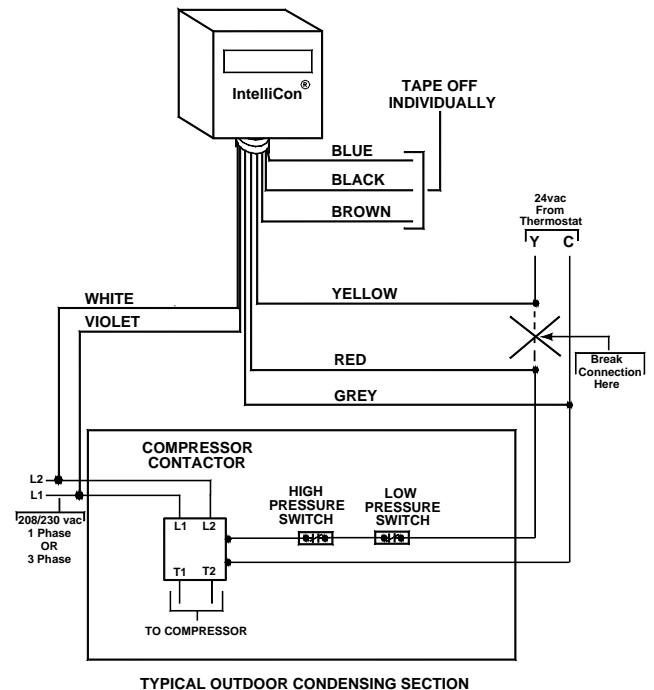 IntelliCon®
TAPE OFF
INDIVIDUALLY
BLUE
BLACK
BROWN
24vac
From
Thermostat
Y C
WHITE
YELLOW
VIOLET
RED
Break
Connection
Here
GREY
COMPRESSOR
CONTACTOR
L2
L1
HIGH
PRESSURE
SWITCH
LOW
PRESSURE
SWITCH
208/230 vac
1 Phase
OR
3 Phase
L1 L2
T1 T2
TO COMPRESSOR
TYPICAL OUTDOOR CONDENSING SECTION